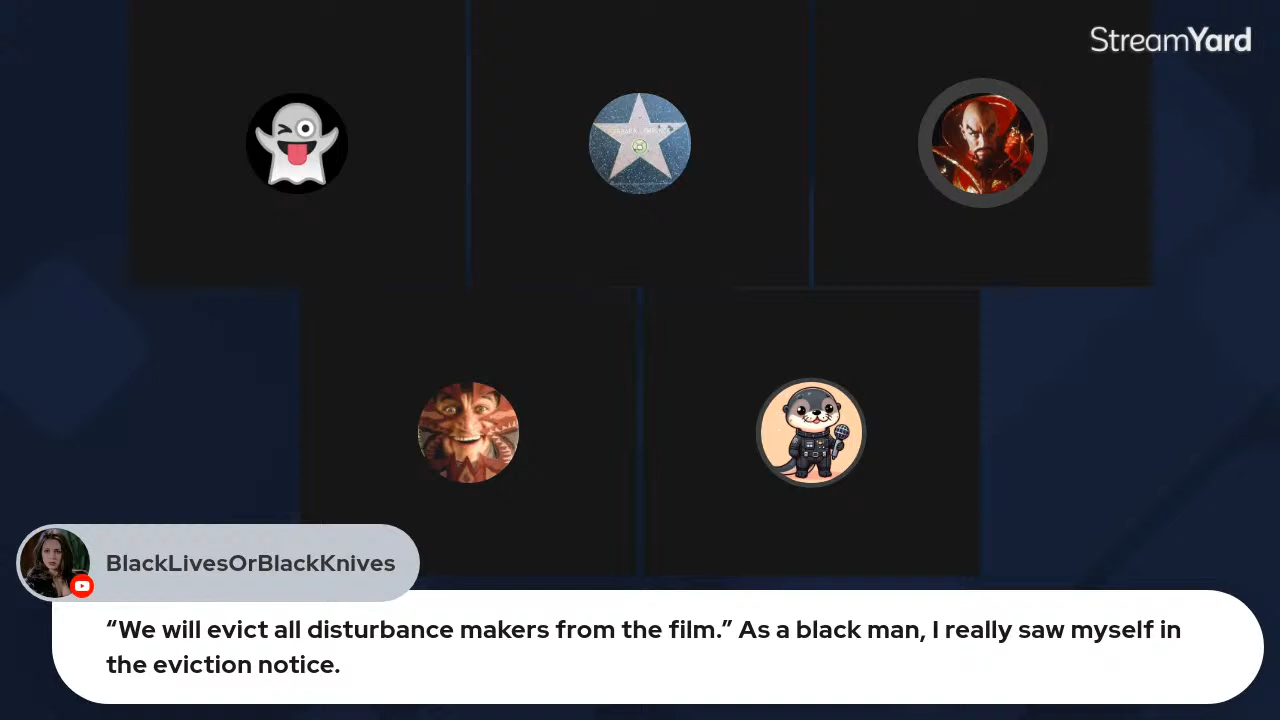 StreamYard
BlackLivesOrBlackKnives
“We will evict all disturbance makers from the film.” As a black man, I really saw myself in
the eviction notice.